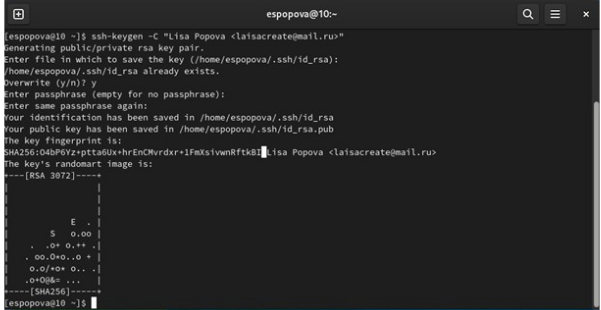 espopova@10:~
[espopova@10 ~]$ ssh-keygen -C "Lisa Popova <laisacreate@mail.ru>"
Generating public/private rsa key pair.
Enter file in which to save the key (/home/espopova/.ssh/id_rsa):
/home/espopova/.ssh/id_rsa already exists.
Overwrite (y/n)? y
Enter passphrase (empty for no passphrase):
Enter same passphrase again:
Your identification has been saved in /home/espopova/.ssh/id_rsa
Your public key has been saved in /home/espopova/.ssh/id_rsa.pub
The key fingerprint is:
SHA256:O4bP6Yz+ptta6Ux+hrEnCMvrdxr+1FmXsivwnRftkBI Lisa Popova <laisacreate@mail.ru>
The key's randomart image is:
+---[RSA 3072]----+
|                 |
|                 |
|                 |
|            E  . |
|        S   o.oo |
|    .  .o+ o.++ .|
|   . oo.O*o..o + |
|    o.o/*o* o.. .|
|   .o+O@&= ...   |
+----[SHA256]-----+
[espopova@10 ~]$